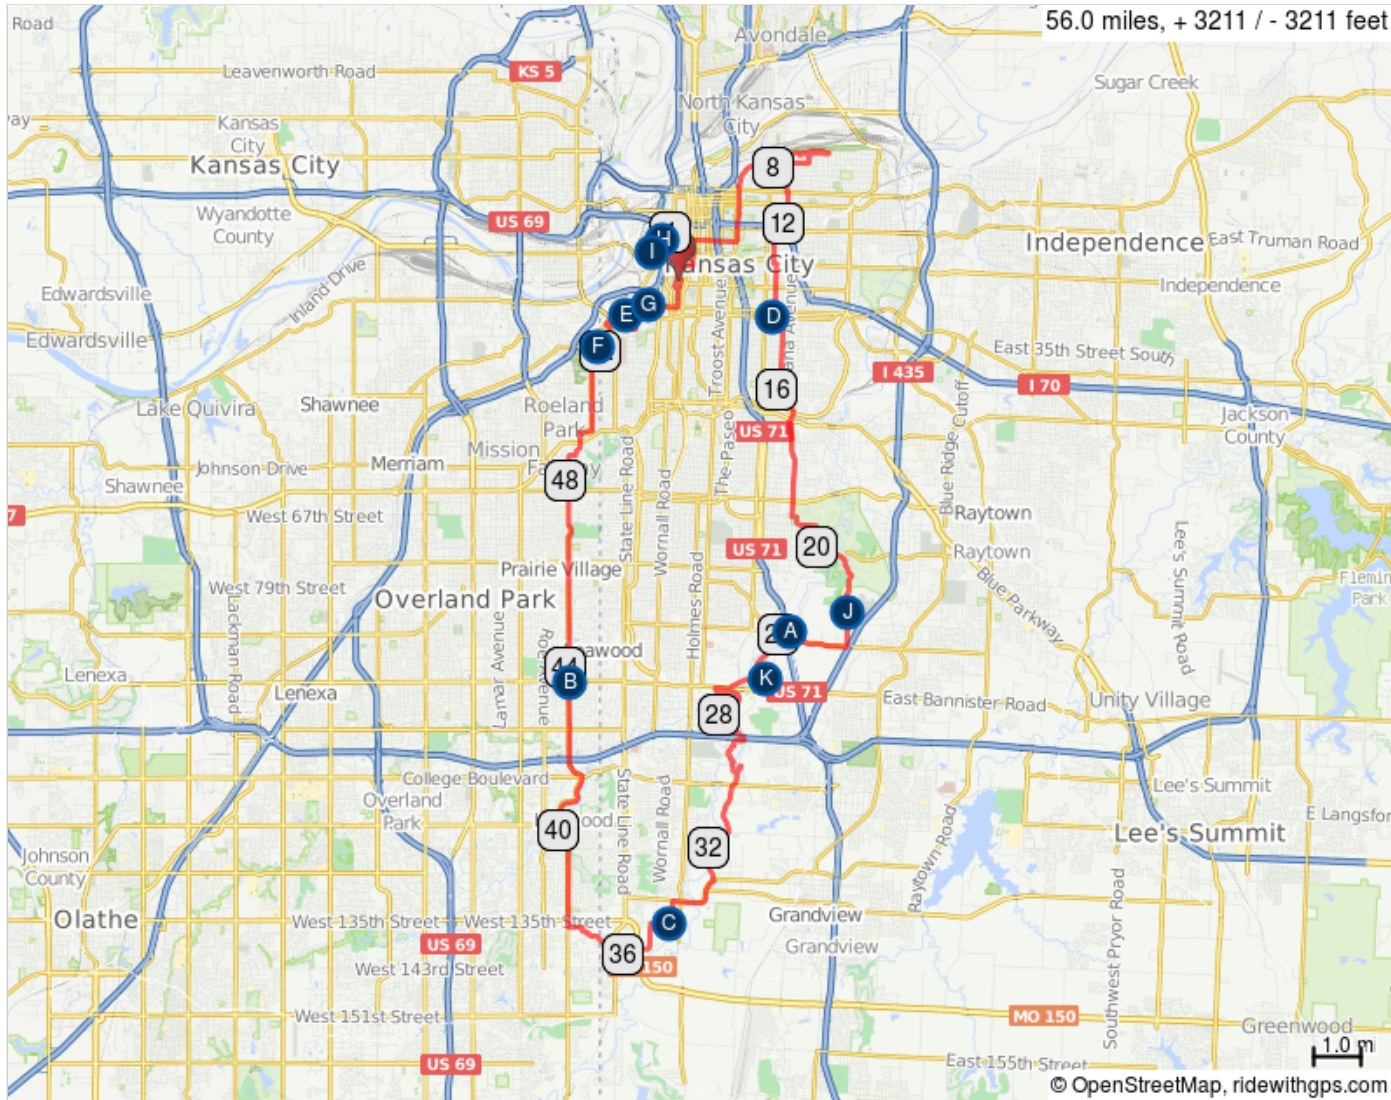 Road
56.0 miles, + 3211 / - 3211 feet
Avondale
Leavenworth Road
KS 5
Sugar Creek
North Kansas
City
Kansas
City
Kansas City
8
Wyandotte
County
US 69
12
H
I
Independence
East Truman Road
Kansas City
Edwardsville
Inland Drive
Independence
Troost Avenue
E
G
D
Edwardsville
F
East 35th Street South
I 435
I 70
16
Lake Quivira
Shawnee
Roeland
Park
Jackson
County
The Paseo
US 71
Blue Ridge Cutoff
Mission
Johnson Drive
Merriam
State Line Road
Wornall Road
48
Shawnee
7
West 67th Street
Raytown
US 71
20
Raytown
Prairie Village
West 79th Street
Overland Park
Holmes Road
Blue Parkway
Lee's Summit Road
Lackman Road
Lamar Avenue
J
A
44
B
K
US 71
Lenexa
Lenexa
28
East Bannister Road
Unity Village
College Boulevard
Overland
Park
State Line Road
Wornall Road
Lee's Summit
40
32
Raytown Road
Lee's Summit
Johnson
County
Southwest Pryor Road
Olathe
West 135th Street
West 135th Street
C
Grandview
US 69
Grandview
36
150
West 143rd Street
West 151st Street
MO 150
Greenwood
1.0 m
US 69
East 155th Street
© OpenStreetMap, ridewithgps.com